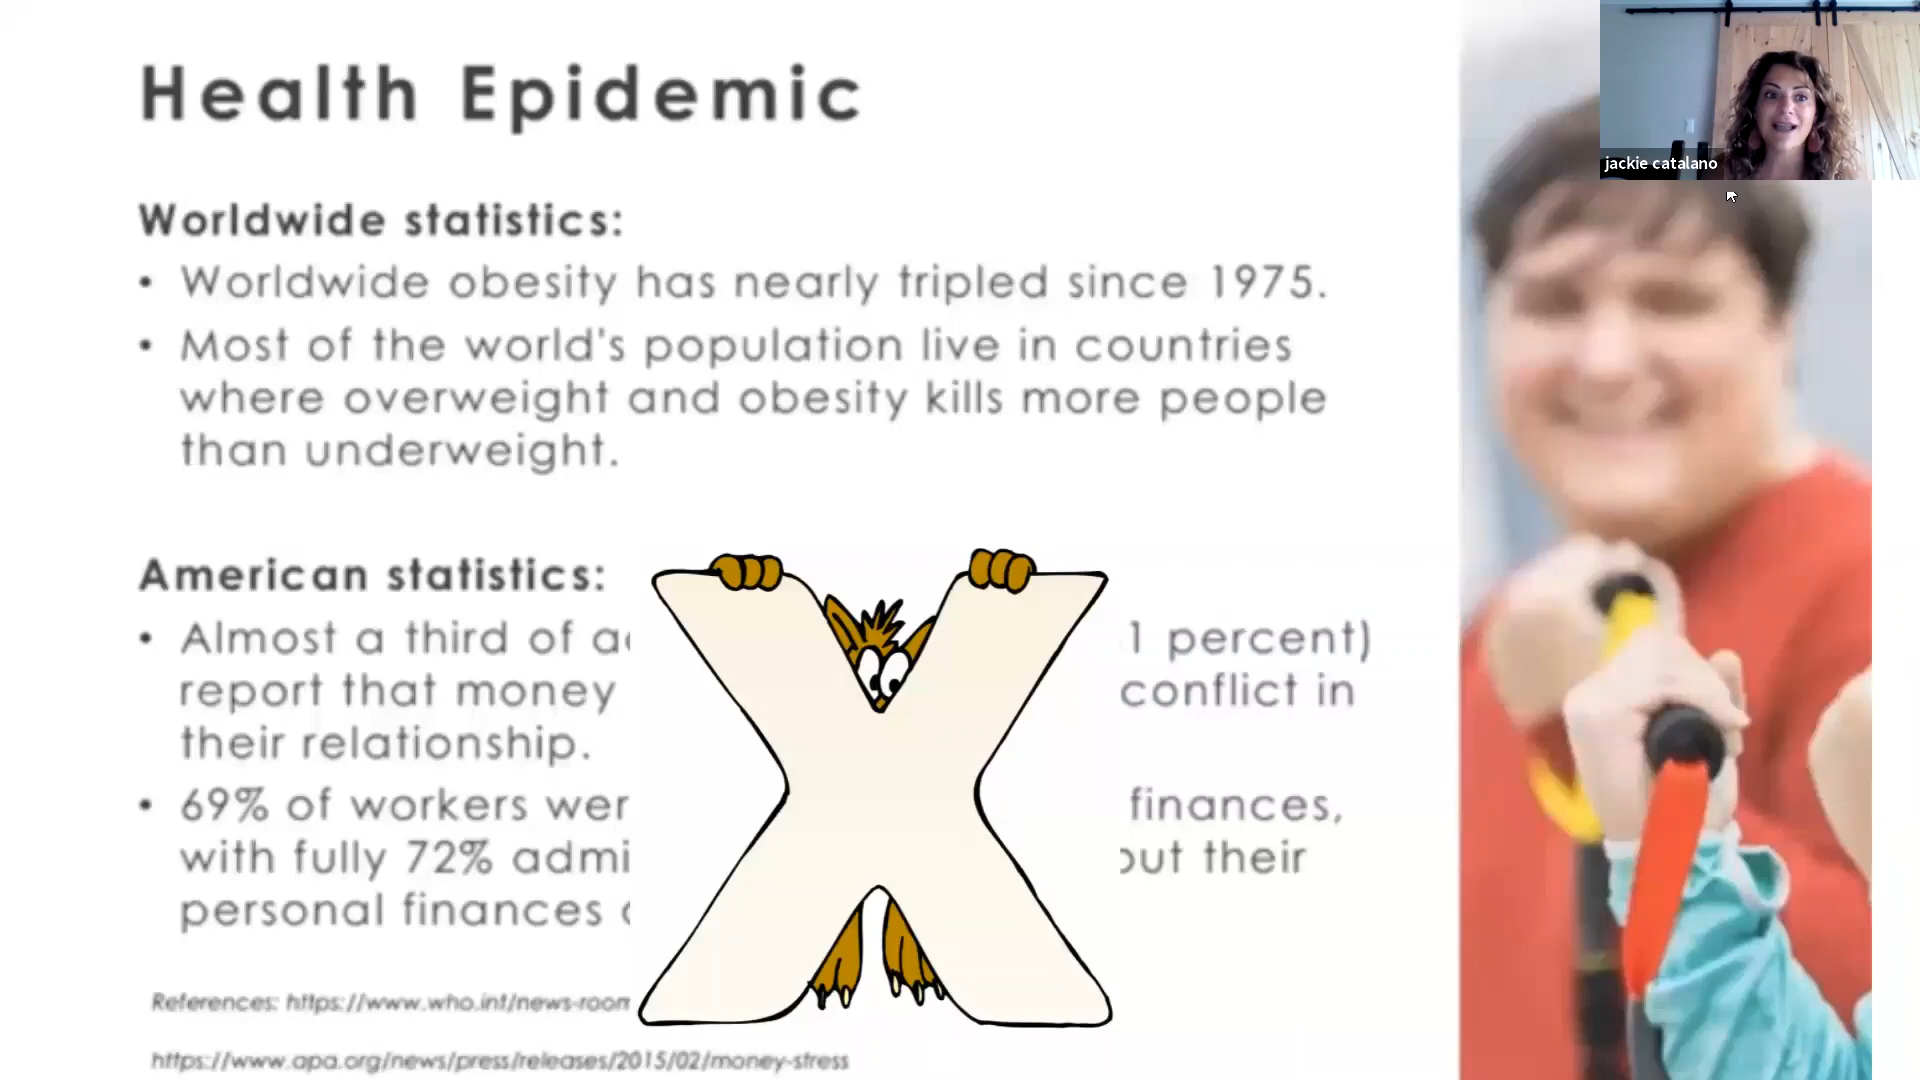 Health Epidemic
jackie catalano
Worldwide statistics:
• Worldwide obesity has nearly tripled since 1975.
• Most of the world's population live in countries
where overweight and obesity kills more people
than underweight.
American statistics:
• Almost a third of 1 percent)
report that money conflict in
their relationship.
• 69% of workers finances,
with fully 72% their
personal finances
References: https://www.who.int/news-room
https://www.apa.org/news/press/releases/2015/02/money-stress
X